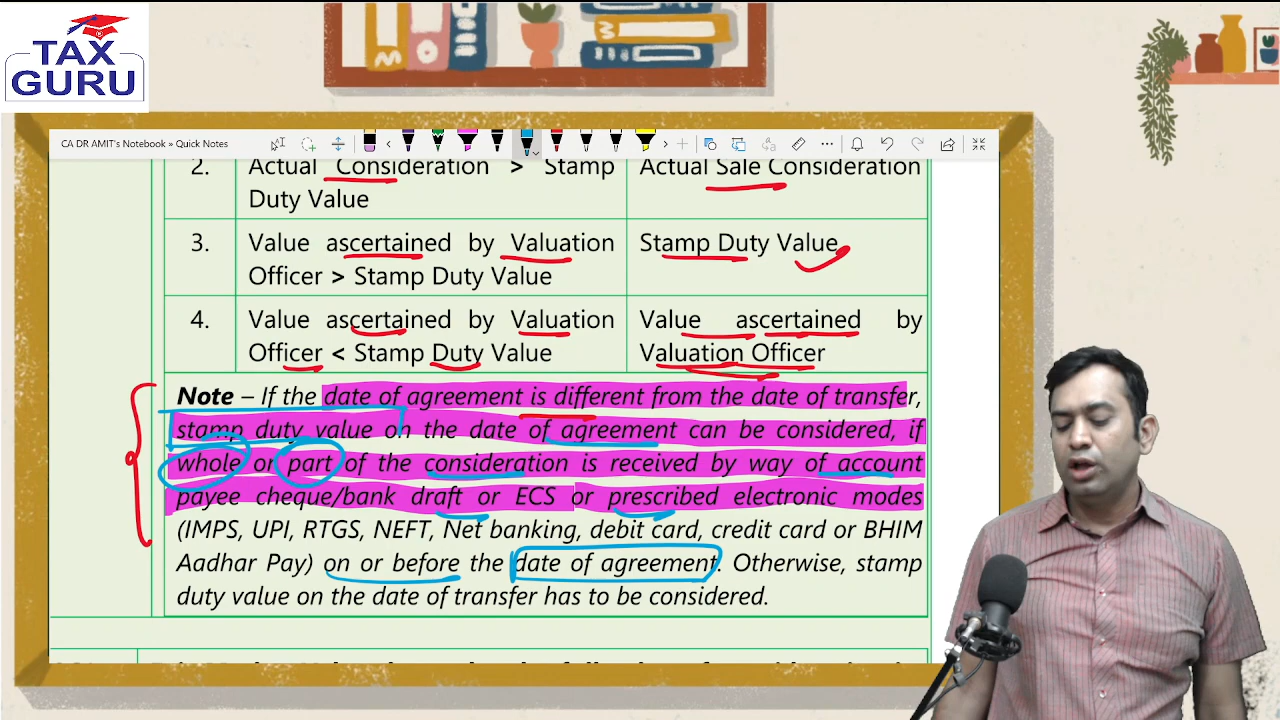 TAX
GURU
CA DR AMIT's Notebook » Quick Notes
2. Actual Consideration > Stamp Duty Value Actual Sale Consideration
3. Value ascertained by Valuation Officer > Stamp Duty Value Stamp Duty Value
4. Value ascertained by Valuation Officer < Stamp Duty Value Value ascertained by Valuation Officer
Note – If the date of agreement is different from the date of transfer,
stamp duty value on the date of agreement can be considered, if
whole or part of the consideration is received by way of account
payee cheque/bank draft or ECS or prescribed electronic modes
(IMPS, UPI, RTGS, NEFT, Net banking, debit card, credit card or BHIM
Aadhar Pay) on or before the date of agreement. Otherwise, stamp
duty value on the date of transfer has to be considered.